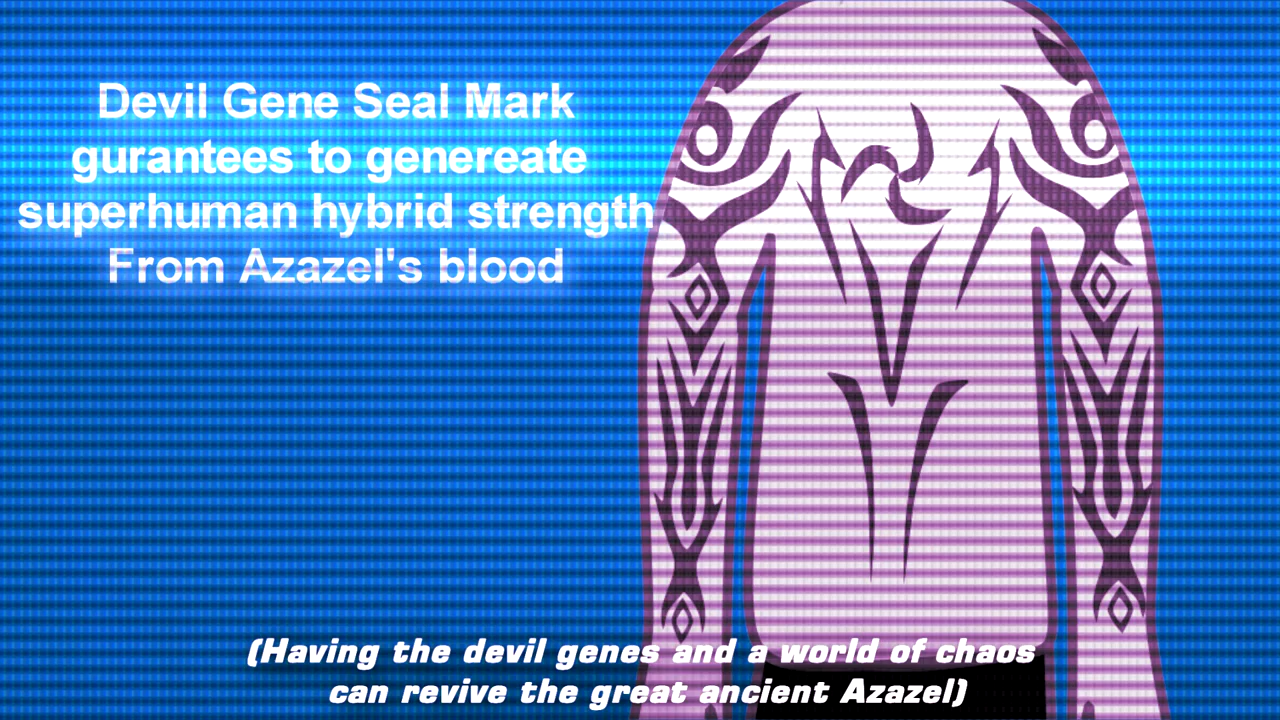 Devil Gene Seal Mark
gurantees to genereate
superhuman hybrid strength
From Azazel's blood
(Having the devil genes and a world of chaos
can revive the great ancient Azazel)